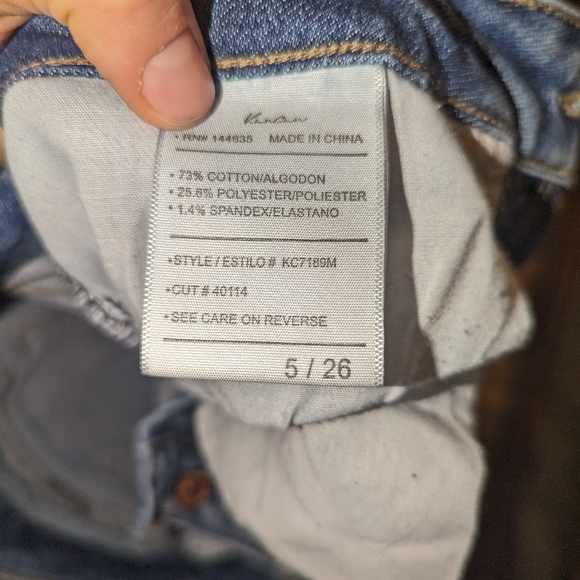 Kancan
RN# 144635 MADE IN CHINA
• 73% COTTON/ALGODON
• 25.6% POLYESTER/POLIESTER
• 1.4% SPANDEX/ELASTANO
•STYLE / ESTILO # KC7189M
•CUT # 40114
•SEE CARE ON REVERSE
5 / 26